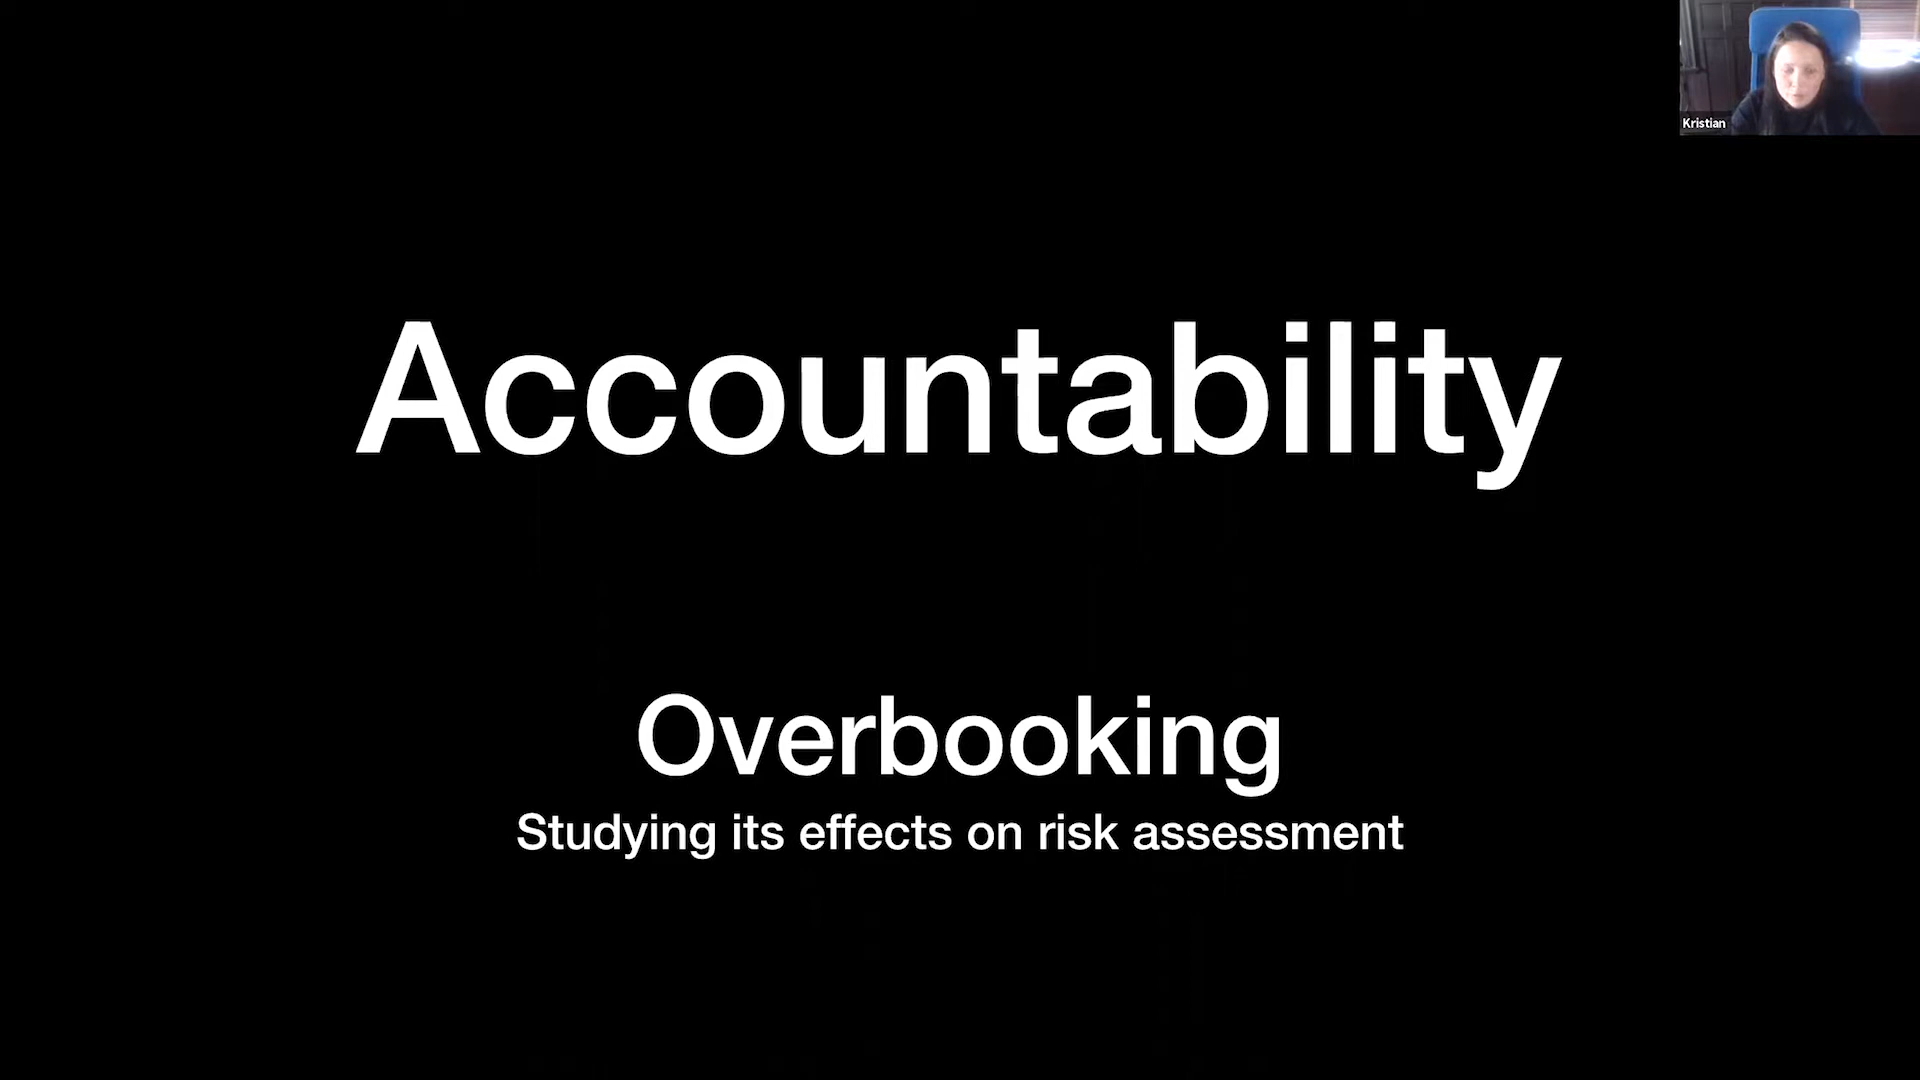 Kristian
Accountability
Overbooking
Studying its effects on risk assessment